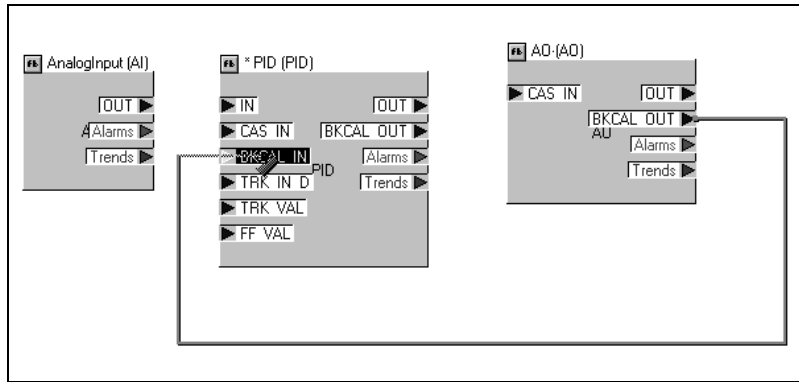 AnalogInput (AI)
OUT
Alarms
Trends
* PID (PID)
IN
CAS IN
BKCAL IN
TRK IN D
TRK VAL
FF VAL
OUT
BKCAL OUT
Alarms
Trends
PID
AO (AO)
CAS IN
OUT
BKCAL OUT
Alarms
Trends